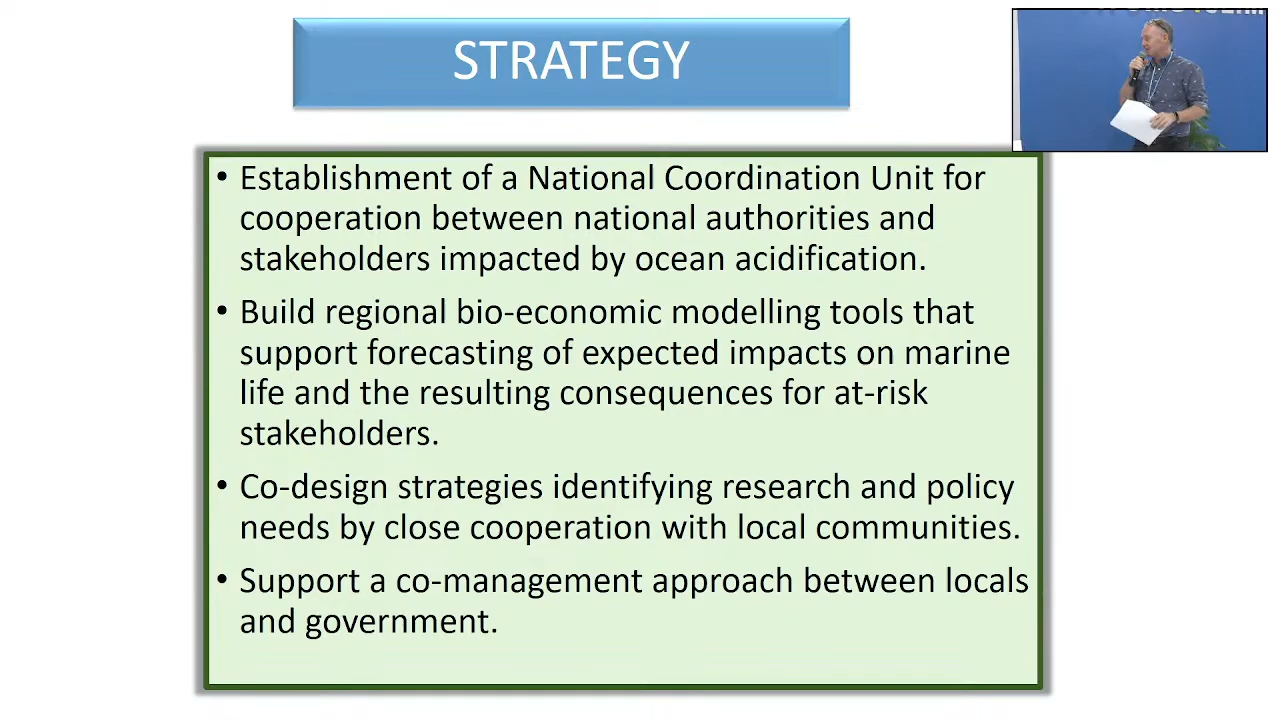 STRATEGY
• Establishment of a National Coordination Unit for
cooperation between national authorities and
stakeholders impacted by ocean acidification.
• Build regional bio-economic modelling tools that
support forecasting of expected impacts on marine
life and the resulting consequences for at-risk
stakeholders.
• Co-design strategies identifying research and policy
needs by close cooperation with local communities.
• Support a co-management approach between locals
and government.